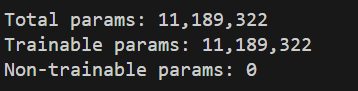 Total params: 11,189,322
Trainable params: 11,189,322
Non-trainable params: 0